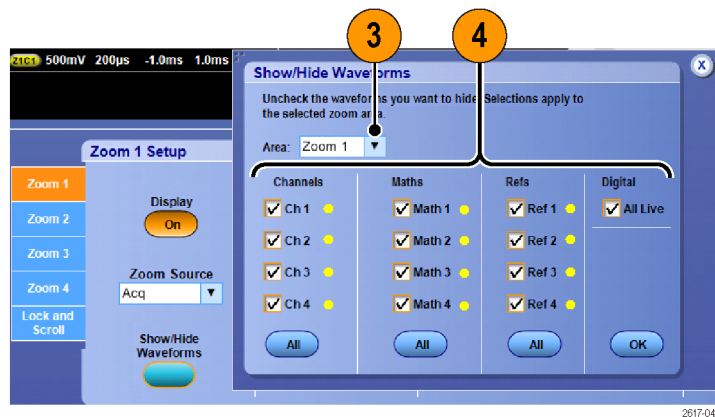 3
4
Z1C1 500mV 200µs -1.0ms 1.0ms
Show/Hide Waveforms
Uncheck the waveforms you want to hide. Selections apply to
the selected zoom area.
Area: Zoom 1
Zoom 1 Setup
Zoom 1
Zoom 2
Zoom 3
Zoom 4
Lock and
Scroll
Display
On
Zoom Source
Acq
Show/Hide
Waveforms
Channels Maths Refs Digital
Ch 1 Math 1 Ref 1 All Live
Ch 2 Math 2 Ref 2
Ch 3 Math 3 Ref 3
Ch 4 Math 4 Ref 4
All All All OK
X
2617-04